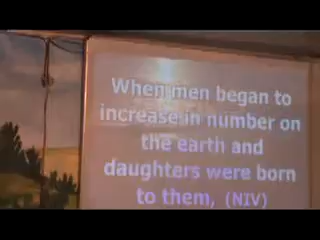 When men began to
increase in number on
the earth and
daughters were born
to them, (NIV)